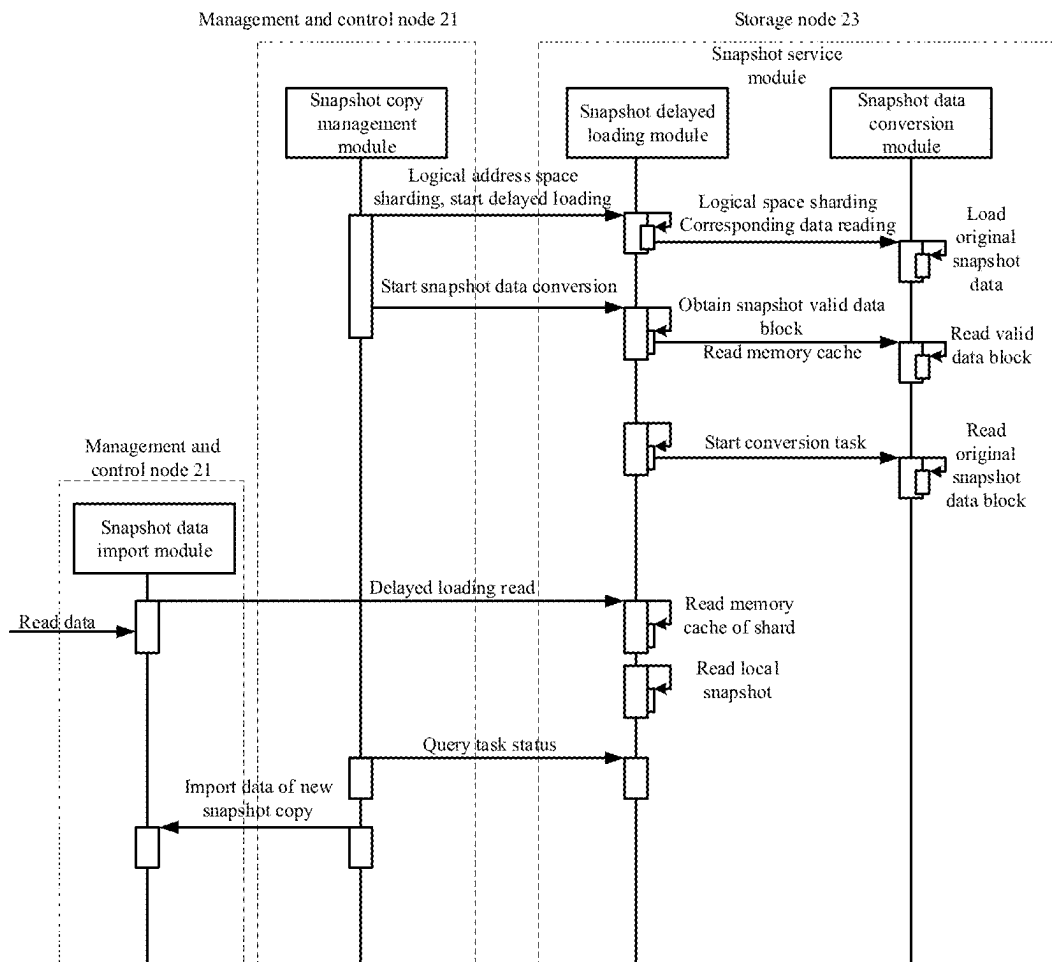 Management and control node 21
Storage node 23
Snapshot service
module
Snapshot copy
management
module
Snapshot delayed
loading module
Snapshot data
conversion
module
Logical address space
sharding, start delayed loading
Logical space sharding
Corresponding data reading
Load
original
snapshot
data
Start snapshot data conversion
Obtain snapshot valid data
block
Read memory cache
Read valid
data block
Start conversion task
Read
original
snapshot
data block
Management and
control node 21
Snapshot data
import module
Delayed loading read
Read data
Read memory
cache of shard
Read local
snapshot
Query task status
Import data of new
snapshot copy